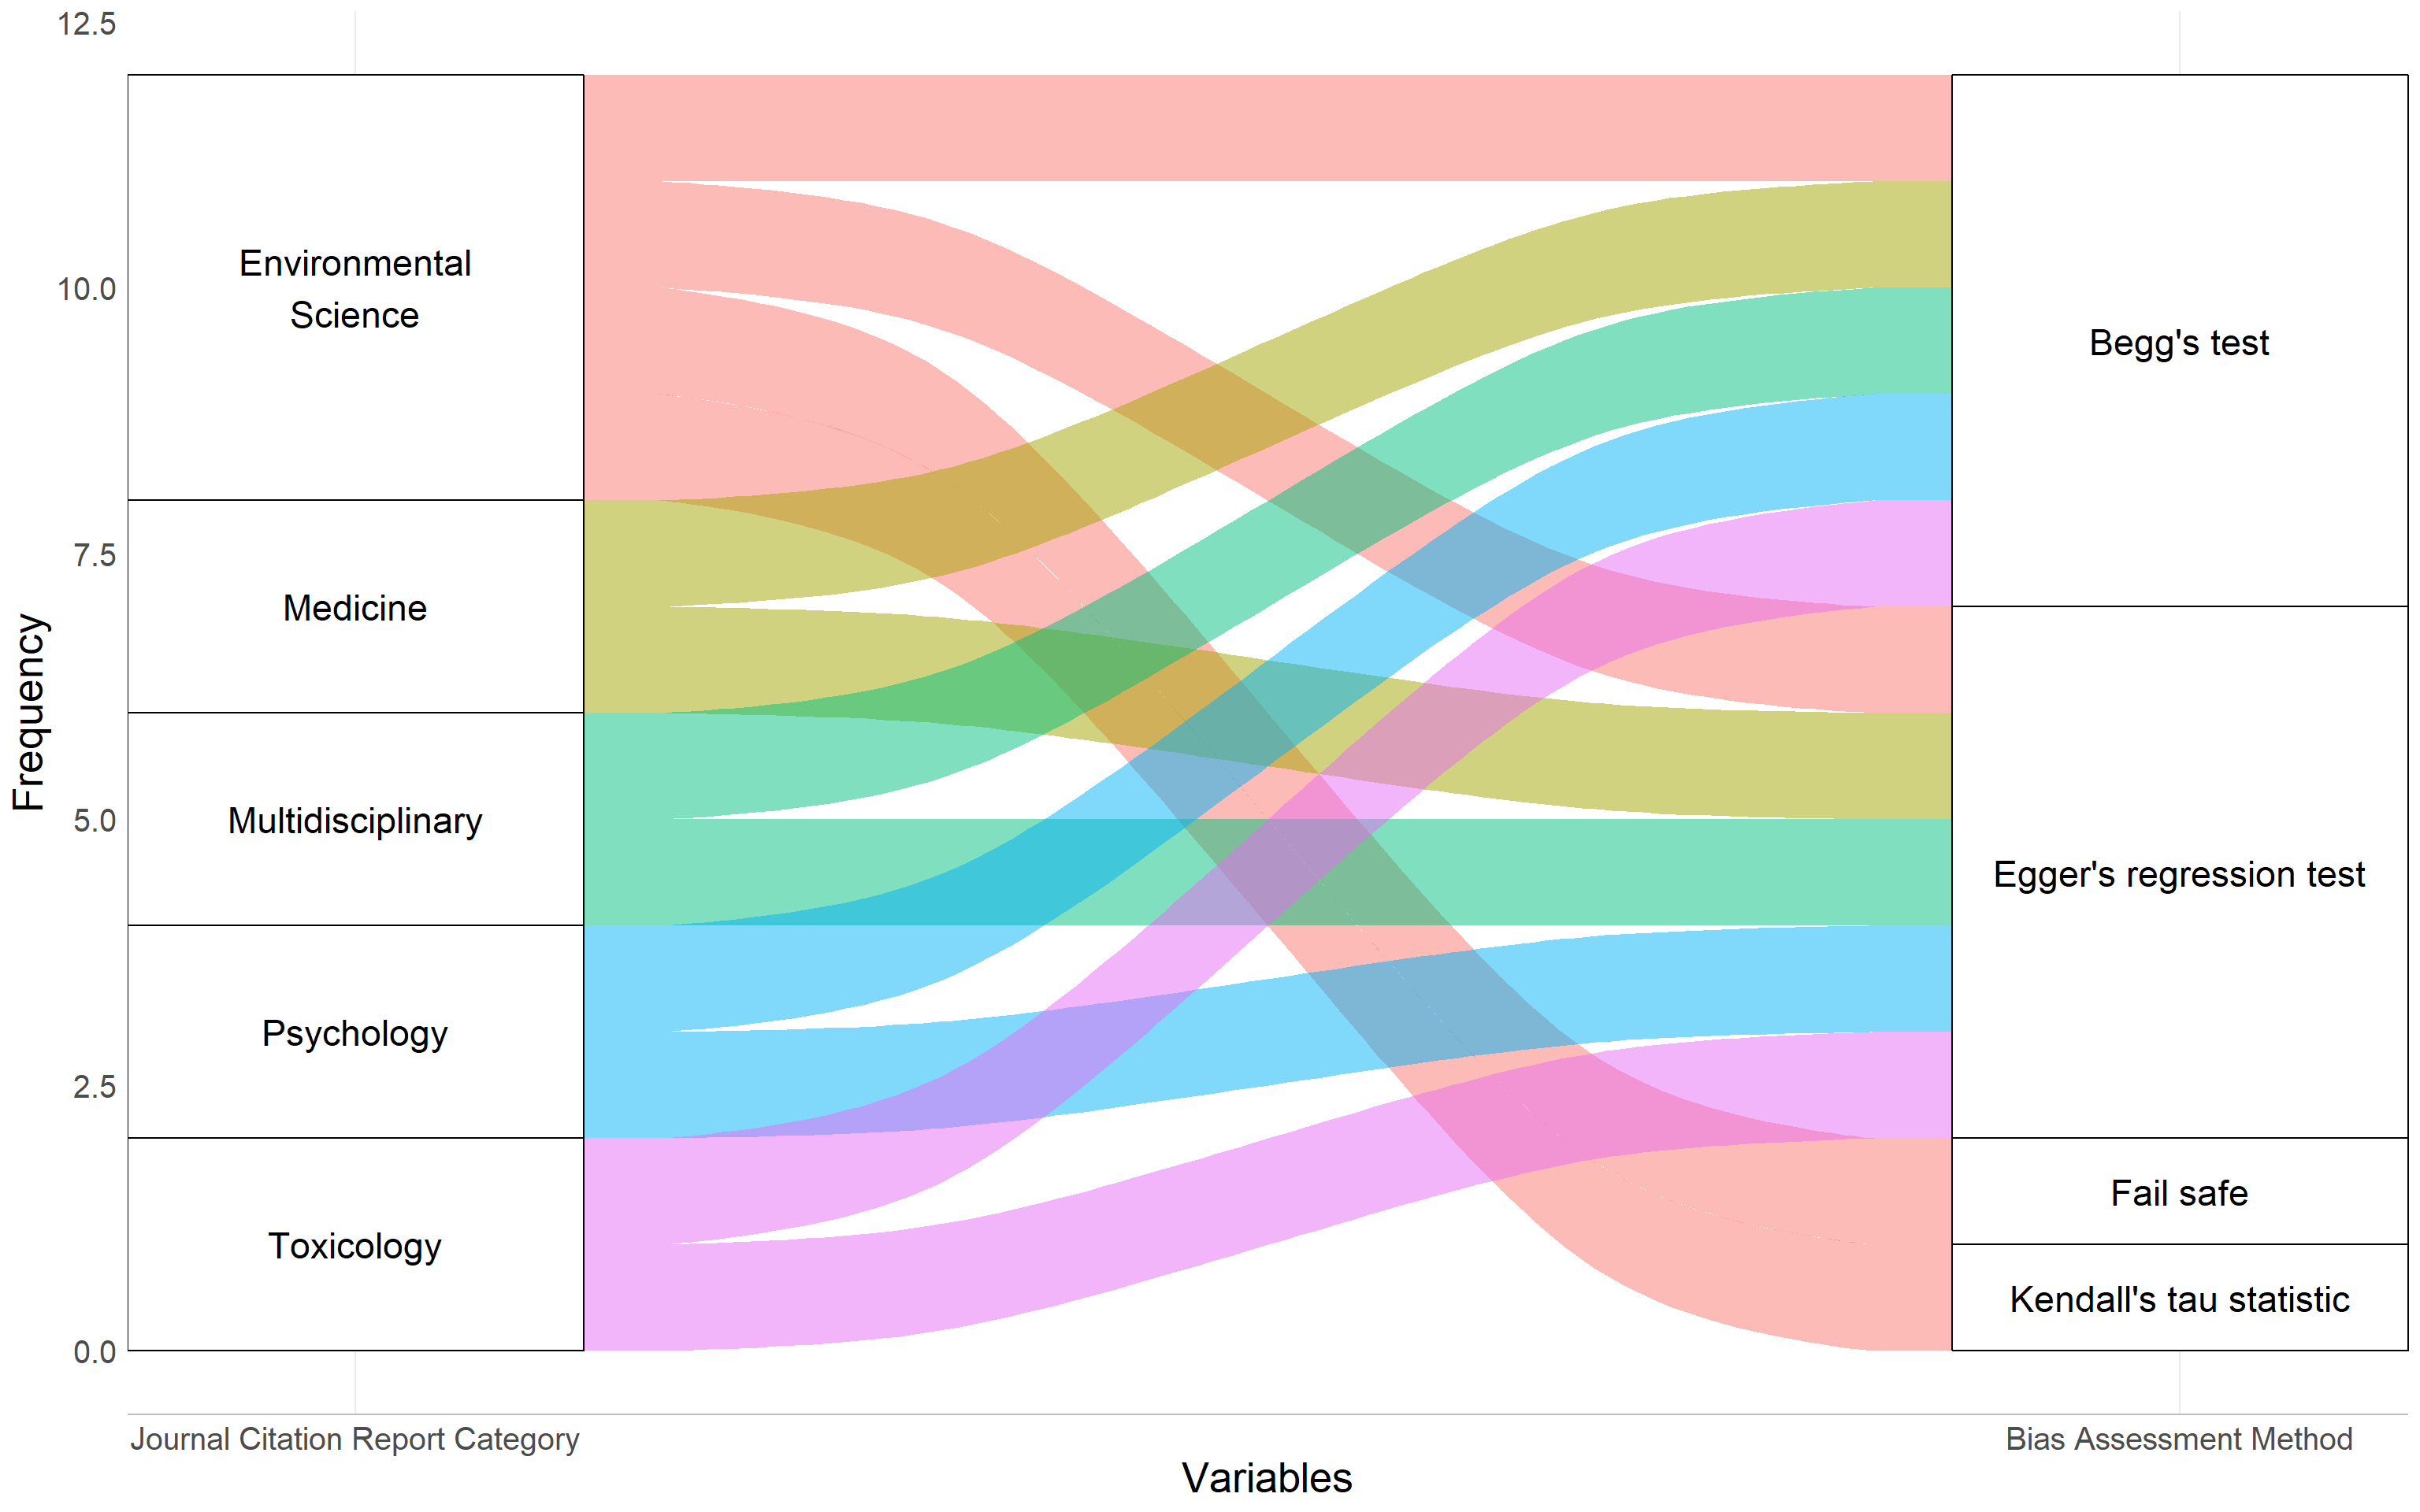 12.5
10.0
7.5
5.0
2.5
0.0
Frequency
Environmental
Science
Medicine
Multidisciplinary
Psychology
Toxicology
Begg's test
Egger's regression test
Fail safe
Kendall's tau statistic
Journal Citation Report Category
Bias Assessment Method
Variables